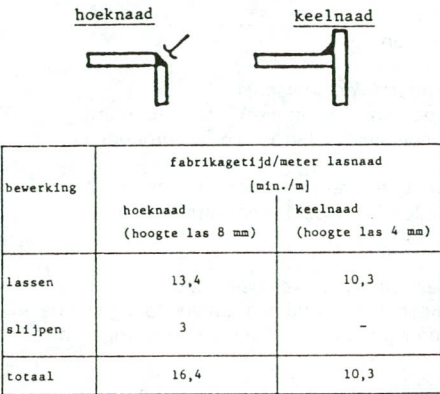 hoeknaad keelnaad
fabrikagetijd/meter lasnaad
bewerking [min./m]
hoeknaad keelnaad
(hoogte las 8 mm) (hoogte las 4 mm)
lassen 13,4 10,3
slijpen 3 -
totaal 16,4 10,3